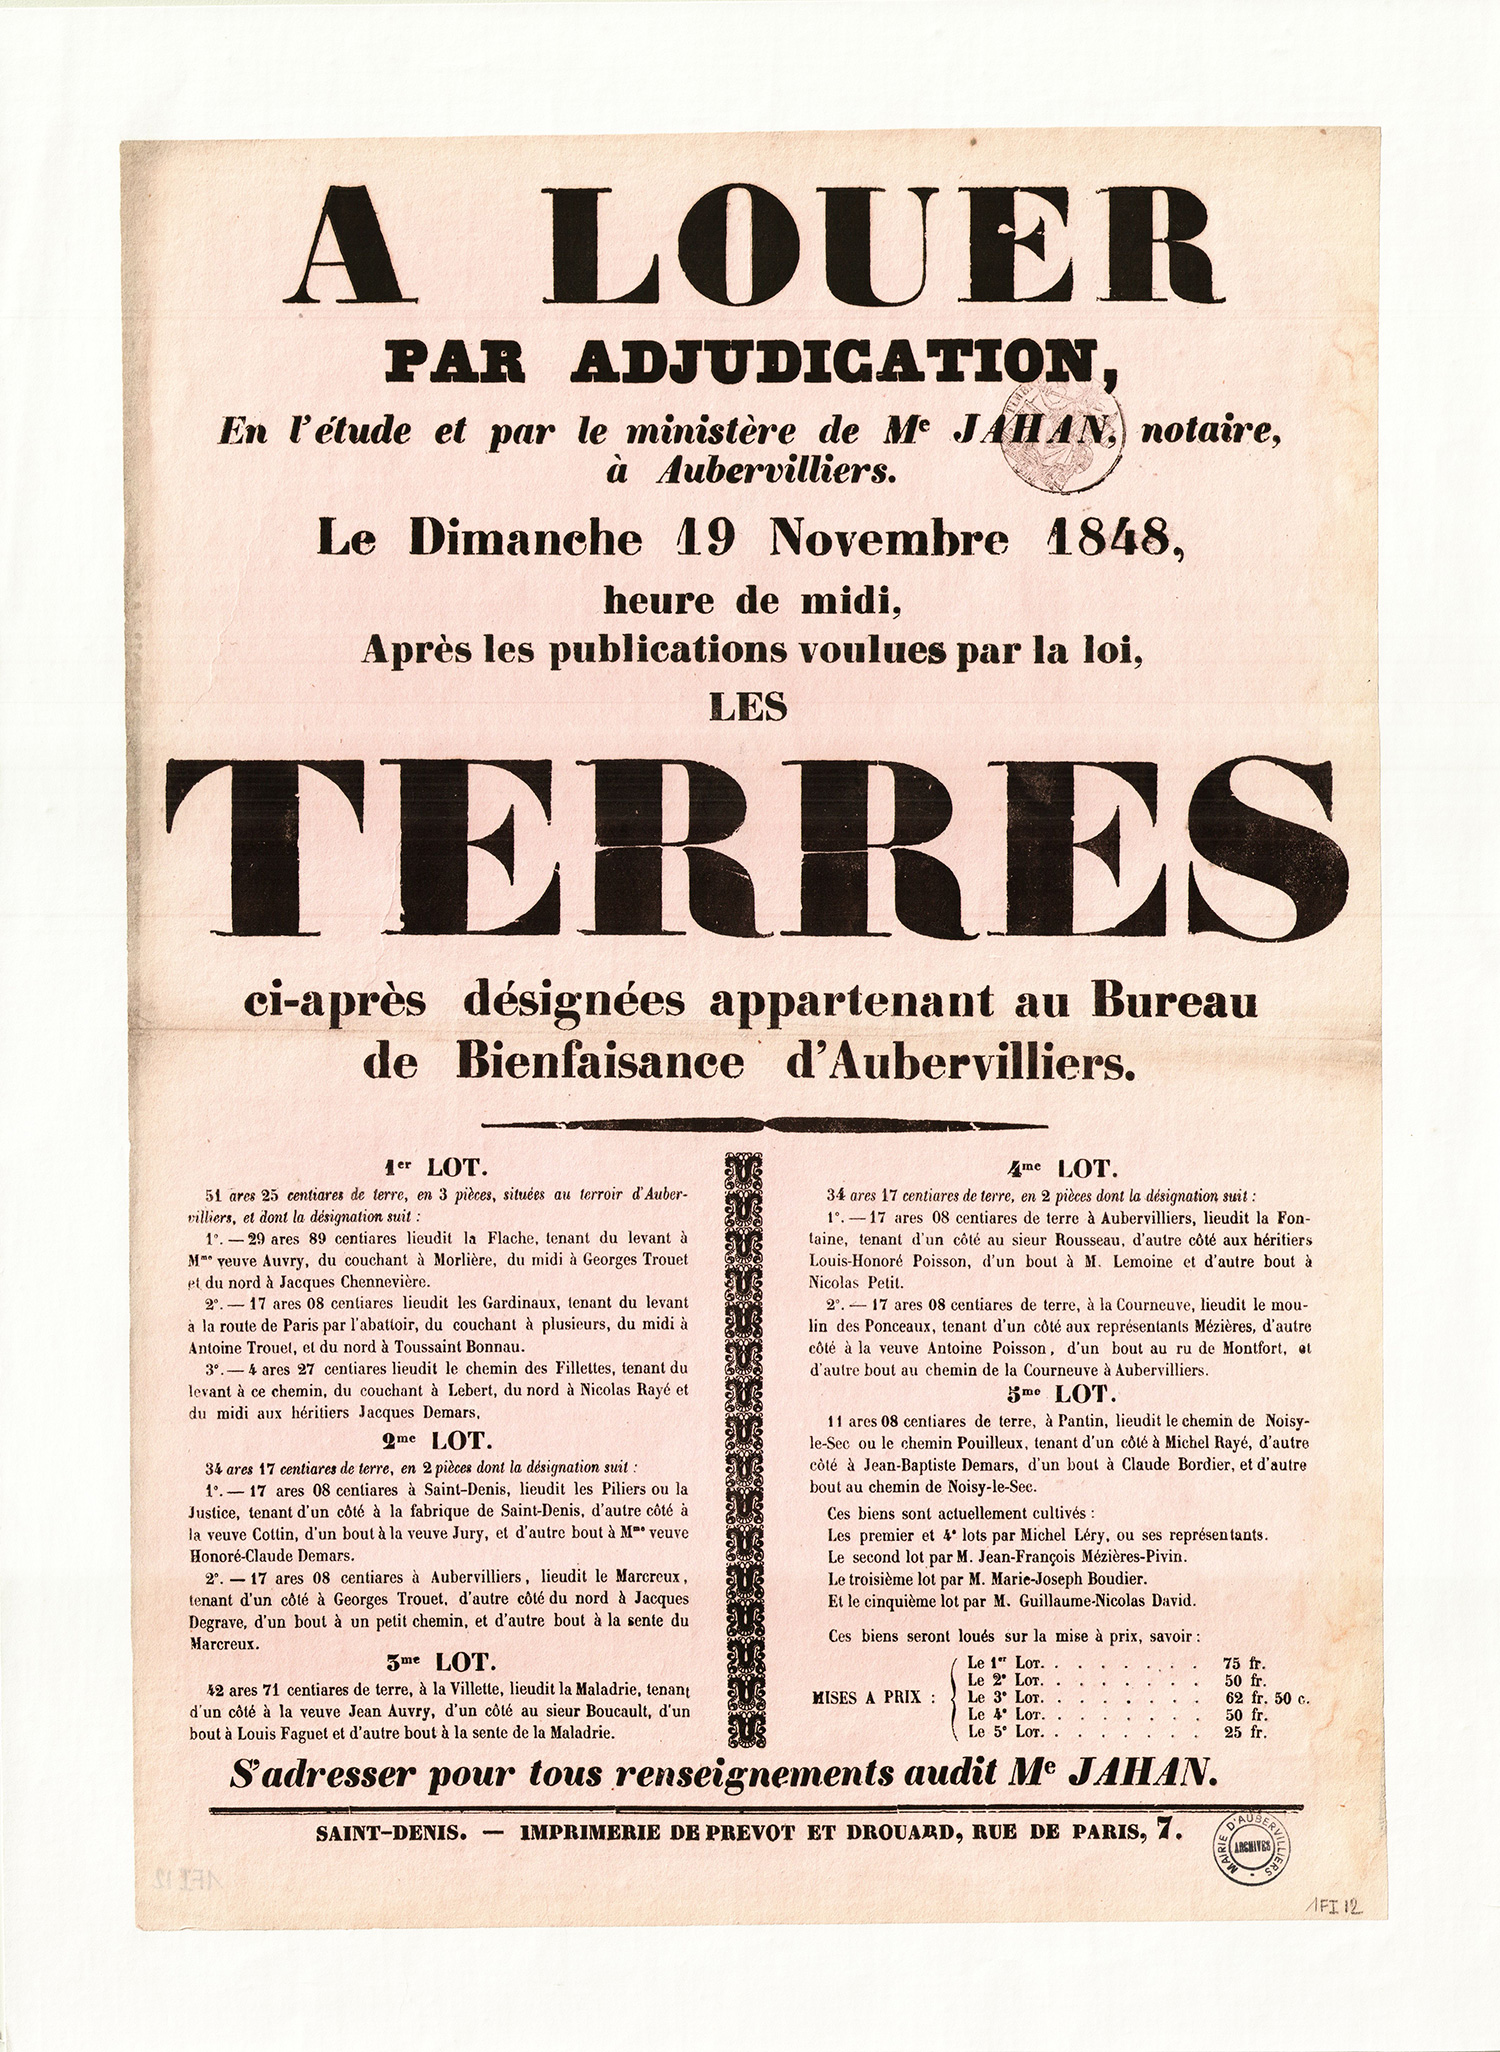 A LOUER
PAR ADJUDICATION,
En l'étude et par le ministère de Me JAHAN, notaire,
à Aubervilliers.
Le Dimanche 19 Novembre 1848,
heure de midi,
Après les publications voulues par la loi,
LES
TERRES
ci-après désignées appartenant au Bureau
de Bienfaisance d'Aubervilliers.
1er LOT.
51 ares 25 centiares de terre, en 3 pièces, situées au terroir d'Auber-
villiers, et dont la désignation suit :
1°. — 29 ares 89 centiares lieudit la Flache, tenant du levant à
Mme veuve Auvry, du couchant à Morlière, du midi à Georges Trouet
et du nord à Jacques Chennevière.
2°. — 17 ares 08 centiares lieudit les Gardinaux, tenant du levant
à la route de Paris par l'abattoir, du couchant à plusieurs, du midi à
Antoine Trouet, et du nord à Toussaint Bonnau.
3°. — 4 ares 27 centiares lieudit le chemin des Fillettes, tenant du
levant à ce chemin, du couchant à Lebert, du nord à Nicolas Rayé et
du midi aux héritiers Jacques Demars,
2me LOT.
34 ares 17 centiares de terre, en 2 pièces dont la désignation suit :
1°. — 17 ares 08 centiares à Saint-Denis, lieudit les Piliers ou la
Justice, tenant d'un côté à la fabrique de Saint-Denis, d'autre côté à
la veuve Cottin, d'un bout à la veuve Jury, et d'autre bout à Mme veuve
Honoré-Claude Demars.
2°. — 17 ares 08 centiares à Aubervilliers, lieudit le Marcreux,
tenant d'un côté à Georges Trouet, d'autre côté du nord à Jacques
Degrave, d'un bout à un petit chemin, et d'autre bout à la sente du
Marcreux.
3me LOT.
42 ares 71 centiares de terre, à la Villette, lieudit la Maladrie, tenant
d'un côté à la veuve Jean Auvry, d'un côté au sieur Boucault, d'un
bout à Louis Faguet et d'autre bout à la sente de la Maladrie.
4me LOT.
34 ares 17 centiares de terre, en 2 pièces dont la désignation suit :
1°. — 17 ares 08 centiares de terre à Aubervilliers, lieudit la Fon-
taine, tenant d'un côté au sieur Rousseau, d'autre côté aux héritiers
Louis-Honoré Poisson, d'un bout à M. Lemoine et d'autre bout à
Nicolas Petit.
2°. — 17 ares 08 centiares de terre, à la Courneuve, lieudit le mou-
lin des Ponceaux, tenant d'un côté aux représentants Mézières, d'autre
côté à la veuve Antoine Poisson, d'un bout au ru de Montfort, et
d'autre bout au chemin de la Courneuve à Aubervilliers.
5me LOT.
11 ares 08 centiares de terre, à Pantin, lieudit le chemin de Noisy-
le-Sec ou le chemin Pouilleux, tenant d'un côté à Michel Rayé, d'autre
côté à Jean-Baptiste Demars, d'un bout à Claude Bordier, et d'autre
bout au chemin de Noisy-le-Sec.
Ces biens sont actuellement cultivés :
Les premier et 4e lots par Michel Léry, ou ses représentants.
Le second lot par M. Jean-François Mézières-Pivin.
Le troisième lot par M. Marie-Joseph Boudier.
Et le cinquième lot par M. Guillaume-Nicolas David.
Ces biens seront loués sur la mise à prix, savoir :
MISES A PRIX :
Le 1er LOT. . . . . . . . 75 fr.
Le 2e LOT. . . . . . . . 50 fr.
Le 3e LOT. . . . . . . . 62 fr. 50 c.
Le 4e LOT. . . . . . . . 50 fr.
Le 5e LOT. . . . . . . . 25 fr.
S'adresser pour tous renseignements audit Me JAHAN.
SAINT-DENIS. — IMPRIMERIE DE PREVOT ET DROUARD, RUE DE PARIS, 7.
MAIRIE D'AUBERVILLIERS
ARCHIVES
1FI 12